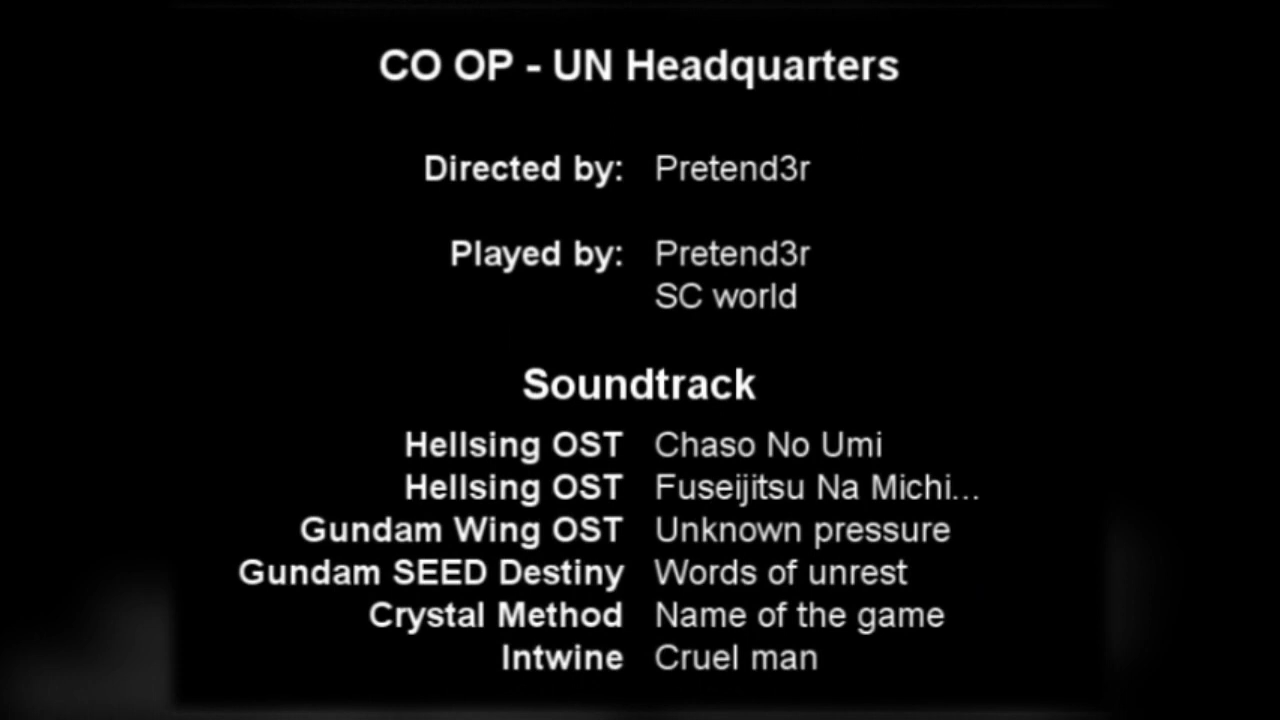 CO OP - UN Headquarters
Directed by: Pretend3r
Played by: Pretend3r
SC world
Soundtrack
Hellsing OST Chaso No Umi
Hellsing OST Fuseijitsu Na Michi...
Gundam Wing OST Unknown pressure
Gundam SEED Destiny Words of unrest
Crystal Method Name of the game
Intwine Cruel man